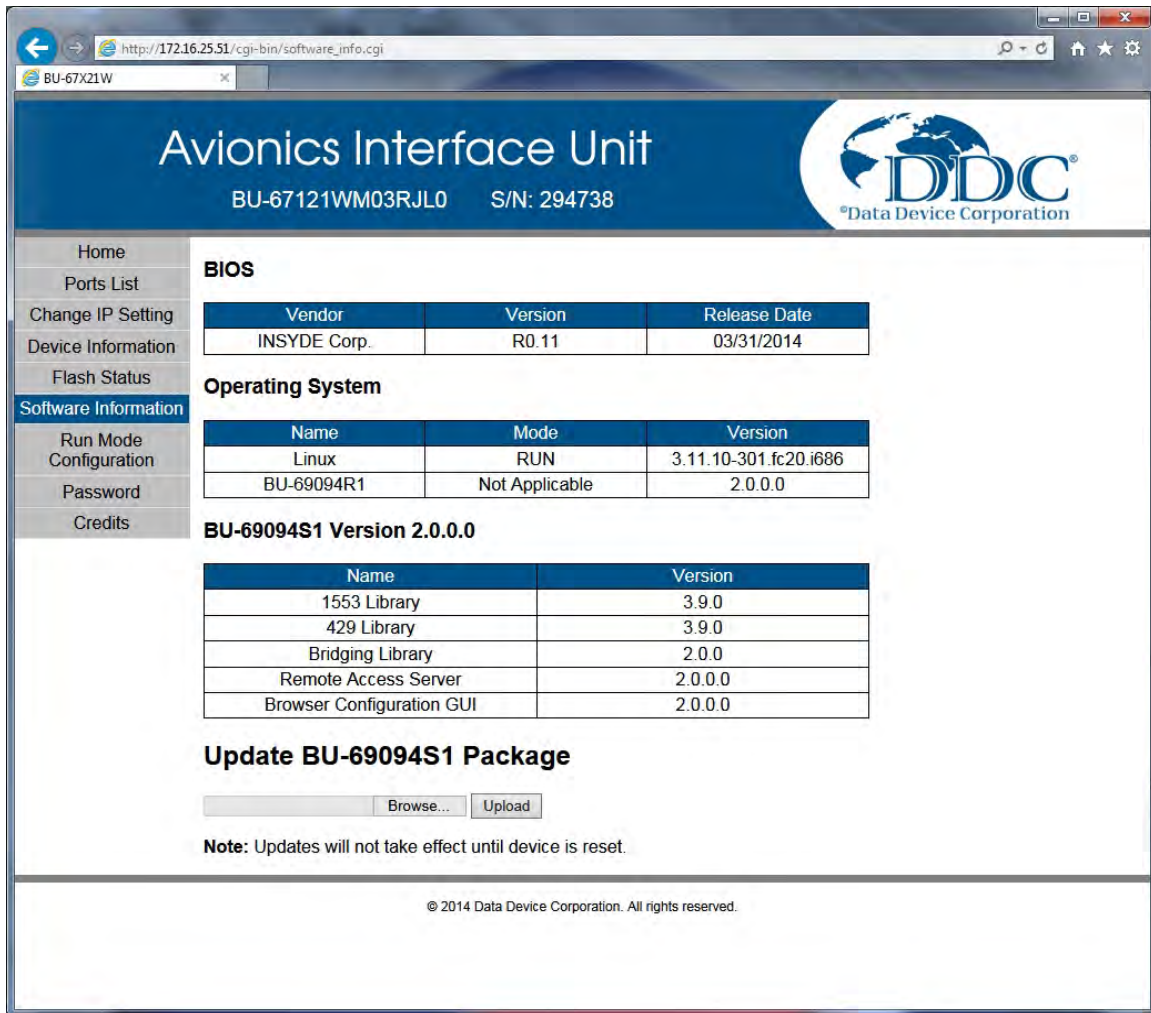 http://172.16.25.51/cgi-bin/software_info.cgi
BU-67X21W
Avionics Interface Unit
BU-67121WM03RJL0 S/N: 294738
DDC®
®Data Device Corporation
Home
Ports List
Change IP Setting
Device Information
Flash Status
Software Information
Run Mode
Configuration
Password
Credits
BIOS
Vendor Version Release Date
INSYDE Corp. R0.11 03/31/2014
Operating System
Name Mode Version
Linux RUN 3.11.10-301.fc20.i686
BU-69094R1 Not Applicable 2.0.0.0
BU-69094S1 Version 2.0.0.0
Name Version
1553 Library 3.9.0
429 Library 3.9.0
Bridging Library 2.0.0
Remote Access Server 2.0.0.0
Browser Configuration GUI 2.0.0.0
Update BU-69094S1 Package
Browse... Upload
Note: Updates will not take effect until device is reset.
© 2014 Data Device Corporation. All rights reserved.